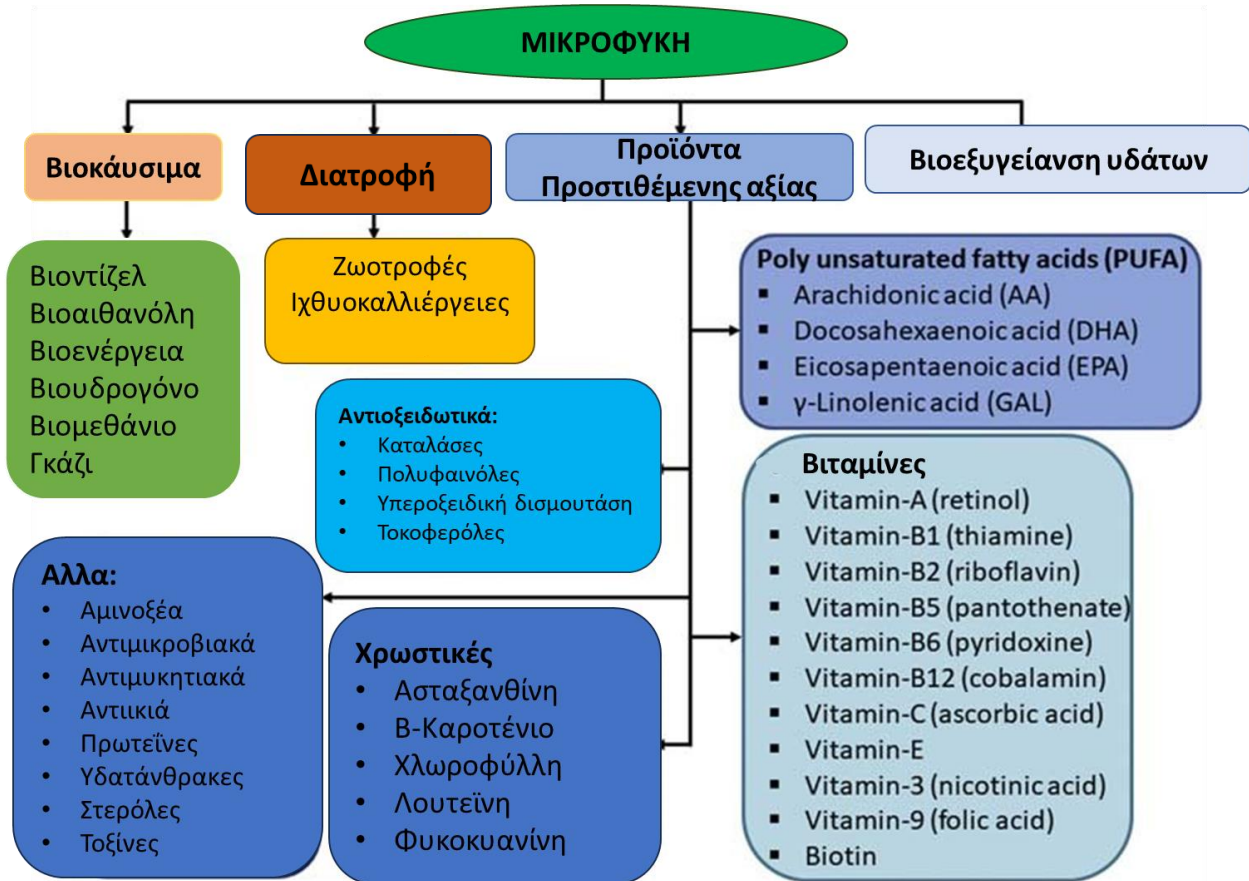 ΜΙΚΡΟΦΥΚΗ
Βιοκάυσιμα
Διατροφή
Προϊόντα
Προστιθέμενης αξίας
Βιοεξυγείανση υδάτων
Βιοντίζελ
Βιοαιθανόλη
Βιοενέργεια
Βιουδρογόνο
Βιομεθάνιο
Γκάζι
Ζωοτροφές
Ιχθυοκαλλιέργειες
Poly unsaturated fatty acids (PUFA)
▪ Arachidonic acid (AA)
▪ Docosahexaenoic acid (DHA)
▪ Eicosapentaenoic acid (EPA)
▪ γ-Linolenic acid (GAL)
Αντιοξειδωτικά:
• Καταλάσες
• Πολυφαινόλες
• Υπεροξειδική δισμουτάση
• Τοκοφερόλες
Βιταμίνες
▪ Vitamin-A (retinol)
▪ Vitamin-B1 (thiamine)
▪ Vitamin-B2 (riboflavin)
▪ Vitamin-B5 (pantothenate)
▪ Vitamin-B6 (pyridoxine)
▪ Vitamin-B12 (cobalamin)
▪ Vitamin-C (ascorbic acid)
▪ Vitamin-E
▪ Vitamin-3 (nicotinic acid)
▪ Vitamin-9 (folic acid)
▪ Biotin
Αλλα:
• Αμινοξέα
• Αντιμικροβιακά
• Αντιμυκητιακά
• Αντιικιά
• Πρωτεΐνες
• Υδατάνθρακες
• Στερόλες
• Τοξίνες
Χρωστικές
• Ασταξανθίνη
• Β-Καροτένιο
• Χλωροφύλλη
• Λουτεϊνη
• Φυκοκυανίνη